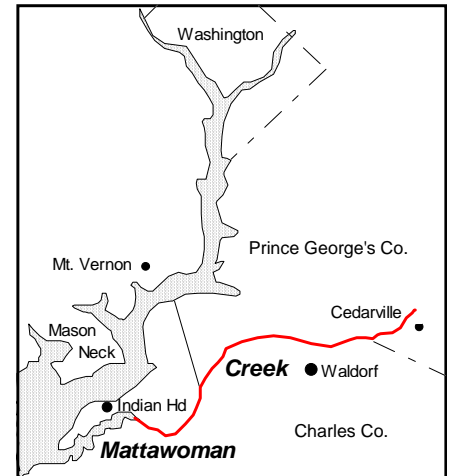 Washington
Prince George's Co.
Mt. Vernon
Cedarville
Mason
Neck
Creek
Waldorf
Indian Hd
Mattawoman
Charles Co.